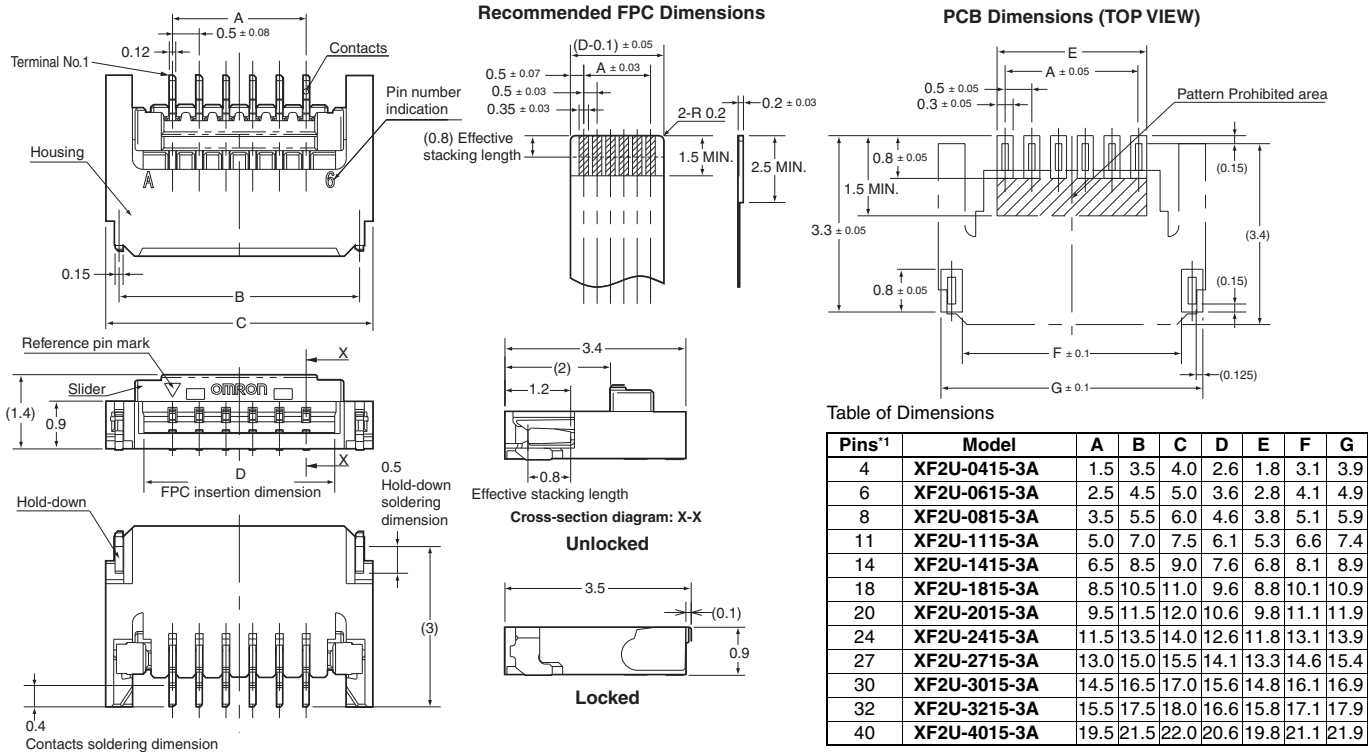 A
0.5 ± 0.08
0.12
Contacts
Terminal No.1
Pin number
indication
Housing
A
6
0.15
B
C
Reference pin mark
X
Slider
OMRON
(1.4)
0.9
X
D
FPC insertion dimension
0.5
Hold-down
soldering
dimension
Hold-down
(3)
0.4
Contacts soldering dimension
Recommended FPC Dimensions
(D-0.1) ± 0.05
0.5 ± 0.07
A ± 0.03
0.5 ± 0.03
0.35 ± 0.03
2-R 0.2
0.2 ± 0.03
(0.8) Effective
stacking length
1.5 MIN.
2.5 MIN.
3.4
(2)
1.2
0.8
Effective stacking length
Cross-section diagram: X-X
Unlocked
3.5
(0.1)
0.9
Locked
PCB Dimensions (TOP VIEW)
E
A ± 0.05
0.5 ± 0.05
0.3 ± 0.05
Pattern Prohibited area
0.8 ± 0.05
(0.15)
1.5 MIN.
3.3 ± 0.05
(3.4)
0.8 ± 0.05
(0.15)
F ± 0.1
(0.125)
G ± 0.1
Table of Dimensions
Pins*1 Model A B C D E F G
4 XF2U-0415-3A 1.5 3.5 4.0 2.6 1.8 3.1 3.9
6 XF2U-0615-3A 2.5 4.5 5.0 3.6 2.8 4.1 4.9
8 XF2U-0815-3A 3.5 5.5 6.0 4.6 3.8 5.1 5.9
11 XF2U-1115-3A 5.0 7.0 7.5 6.1 5.3 6.6 7.4
14 XF2U-1415-3A 6.5 8.5 9.0 7.6 6.8 8.1 8.9
18 XF2U-1815-3A 8.5 10.5 11.0 9.6 8.8 10.1 10.9
20 XF2U-2015-3A 9.5 11.5 12.0 10.6 9.8 11.1 11.9
24 XF2U-2415-3A 11.5 13.5 14.0 12.6 11.8 13.1 13.9
27 XF2U-2715-3A 13.0 15.0 15.5 14.1 13.3 14.6 15.4
30 XF2U-3015-3A 14.5 16.5 17.0 15.6 14.8 16.1 16.9
32 XF2U-3215-3A 15.5 17.5 18.0 16.6 15.8 17.1 17.9
40 XF2U-4015-3A 19.5 21.5 22.0 20.6 19.8 21.1 21.9